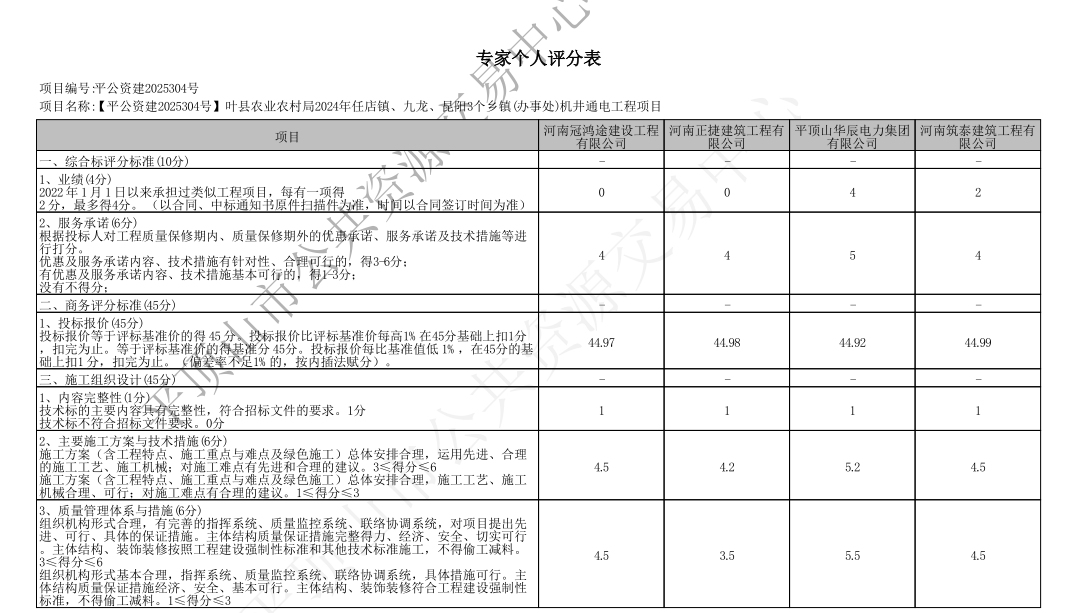 专家个人评分表
项目编号:平公资建2025304号
项目名称:【平公资建2025304号】叶县农业农村局2024年任店镇、九龙、昆阳3个乡镇(办事处)机井通电工程项目
项目
河南冠鸿途建设工程
有限公司
河南正捷建筑工程有
限公司
平顶山华辰电力集团
有限公司
河南筑泰建筑工程有
限公司
一、综合标评分标准(10分)
–
–
–
–
1、业绩(4分)
2022 年 1 月 1 日以来承担过类似工程项目，每有一项得
2 分，最多得4分。（以合同、中标通知书原件扫描件为准，时间以合同签订时间为准）
0
0
4
2
2、服务承诺(6分)
根据投标人对工程质量保修期内、质量保修期外的优惠承诺、服务承诺及技术措施等进
行打分。
优惠及服务承诺内容、技术措施有针对性、合理可行的，得3-6分；
有优惠及服务承诺内容、技术措施基本可行的，得1-3分；
没有不得分；
4
4
5
4
二、商务评分标准(45分)
–
–
–
–
1、投标报价(45分)
投标报价等于评标基准价的得 45 分。投标报价比评标基准价每高1% 在45分基础上扣1分
，扣完为止。等于评标基准价的得基准分 45分。投标报价每比基准值低 1% ，在45分的基
础上扣1 分，扣完为止。（偏差率不足1% 的，按内插法赋分）。
44.97
44.98
44.92
44.99
三、施工组织设计(45分)
–
–
–
–
1、内容完整性(1分)
技术标的主要内容具有完整性，符合招标文件的要求。1分
技术标不符合招标文件要求。0分
1
1
1
1
2、主要施工方案与技术措施(6分)
施工方案（含工程特点、施工重点与难点及绿色施工）总体安排合理，运用先进、合理
的施工工艺、施工机械；对施工难点有先进和合理的建议。3≤得分≤6
施工方案（含工程特点、施工重点与难点及绿色施工）总体安排合理，施工工艺、施工
机械合理、可行；对施工难点有合理的建议。1≤得分≤3
4.5
4.2
5.2
4.5
3、质量管理体系与措施(6分)
组织机构形式合理，有完善的指挥系统、质量监控系统、联络协调系统，对项目提出先
进、可行、具体的保证措施。主体结构质量保证措施完整得力、经济、安全、切实可行
。主体结构、装饰装修按照工程建设强制性标准和其他技术标准施工，不得偷工减料。
3≤得分≤6
组织机构形式基本合理，指挥系统、质量监控系统、联络协调系统，具体措施可行。主
体结构质量保证措施经济、安全、基本可行。主体结构、装饰装修符合工程建设强制性
标准，不得偷工减料。1≤得分≤3
4.5
3.5
5.5
4.5
平顶山市公共资源交易中心
平顶山市公共资源交易中心